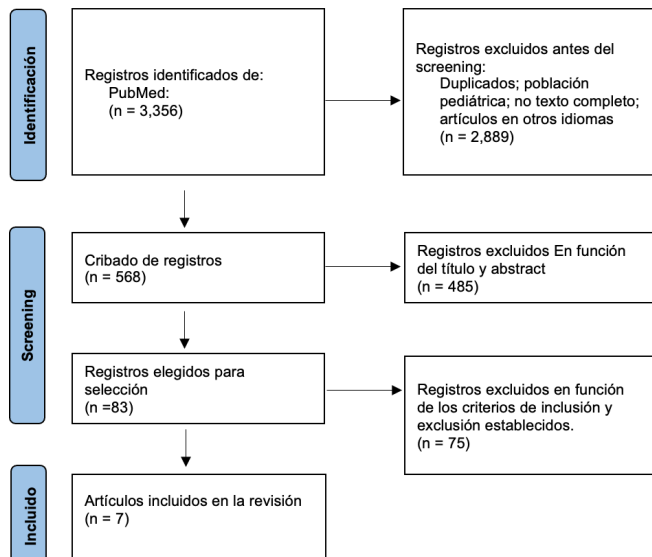 Identificación
Registros identificados de:
PubMed:
(n = 3,356)
Registros excluidos antes del
screening:
Duplicados; población
pediátrica; no texto completo;
artículos en otros idiomas
(n = 2,889)
Screening
Cribado de registros
(n = 568)
Registros excluidos En función
del título y abstract
(n = 485)
Registros elegidos para
selección
(n =83)
Registros excluidos en función
de los criterios de inclusión y
exclusión establecidos.
(n = 75)
Incluido
Artículos incluidos en la revisión
(n = 7)